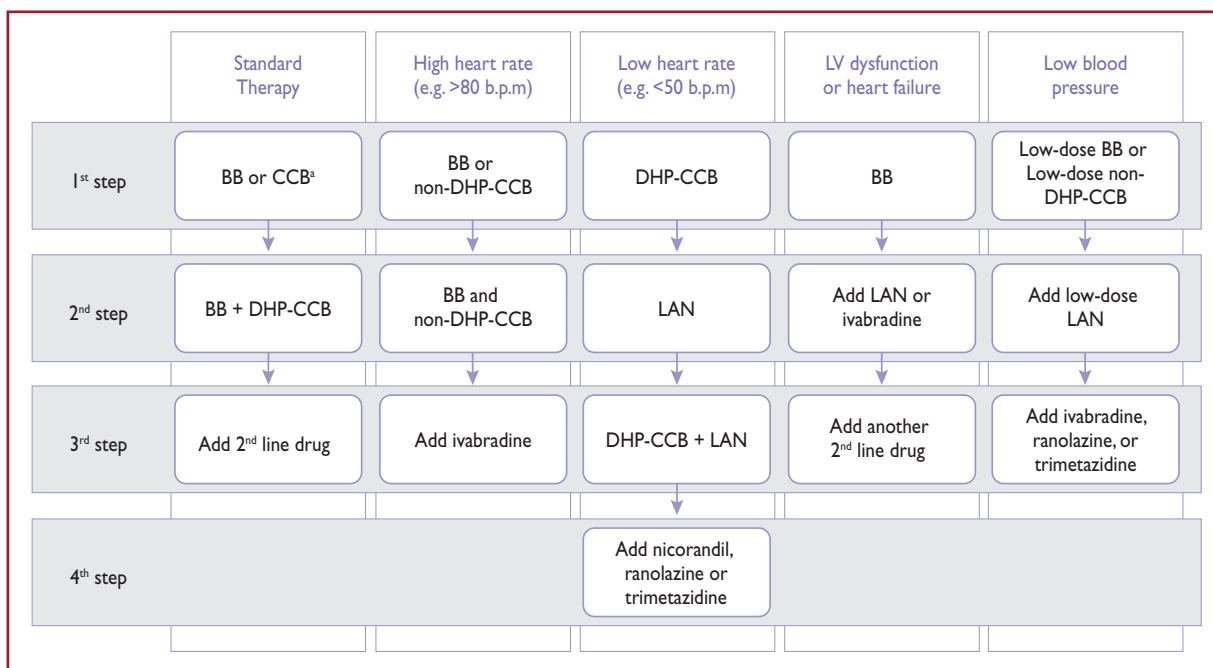 Standard
Therapy
High heart rate
(e.g. >80 b.p.m)
Low heart rate
(e.g. <50 b.p.m)
LV dysfunction
or heart failure
Low blood
pressure
1st step
BB or CCBa
BB or
non-DHP-CCB
DHP-CCB
BB
Low-dose BB or
Low-dose non-
DHP-CCB
2nd step
BB + DHP-CCB
BB and
non-DHP-CCB
LAN
Add LAN or
ivabradine
Add low-dose
LAN
3rd step
Add 2nd line drug
Add ivabradine
DHP-CCB + LAN
Add another
2nd line drug
Add ivabradine,
ranolazine, or
trimetazidine
4th step
Add nicorandil,
ranolazine or
trimetazidine